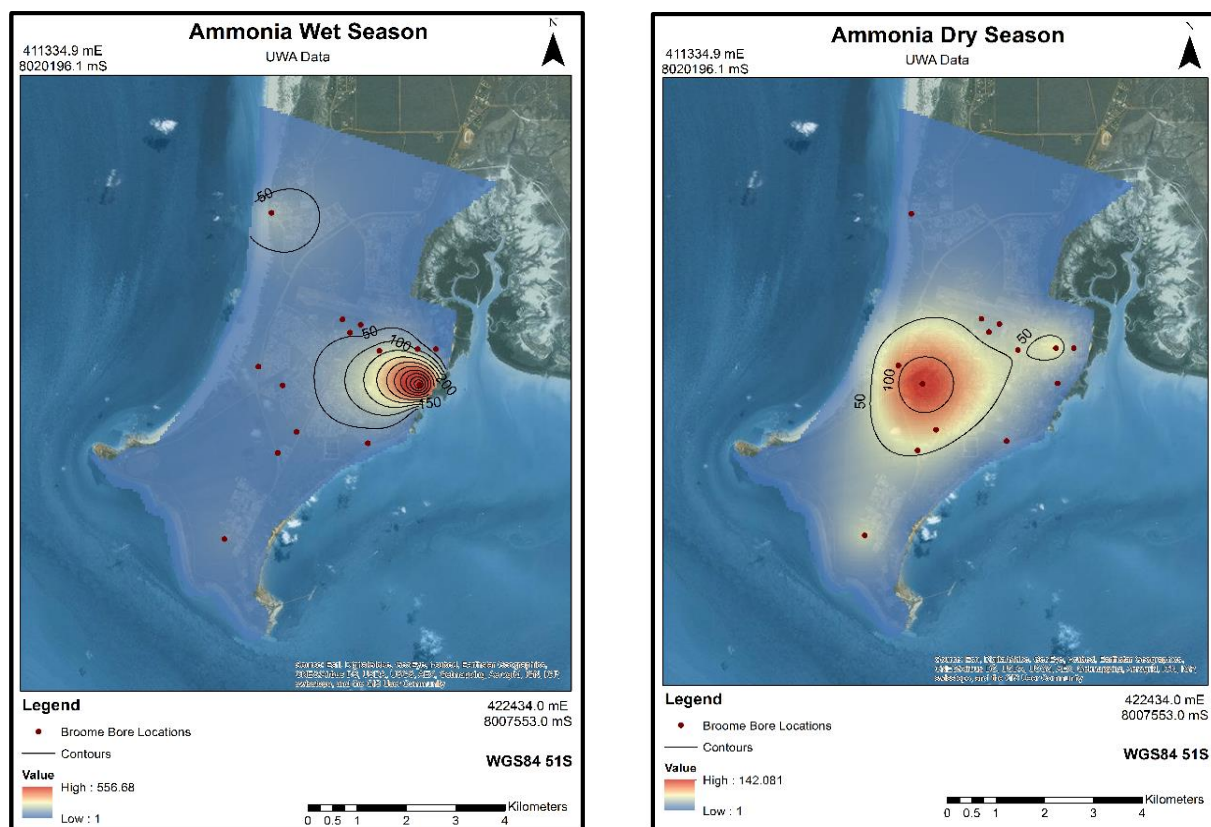 Ammonia Wet Season
UWA Data
N
411334.9 mE
8020196.1 mS
50
50
100
200
150
Legend
Broome Bore Locations
Contours
Value
High : 556.68
Low : 1
422434.0 mE
8007553.0 mS
WGS84 51S
Kilometers
0 0.5 1 2 3 4
Ammonia Dry Season
UWA Data
N
411334.9 mE
8020196.1 mS
50
50
100
Legend
Broome Bore Locations
Contours
Value
High : 142.081
Low : 1
422434.0 mE
8007553.0 mS
WGS84 51S
Kilometers
0 0.5 1 2 3 4